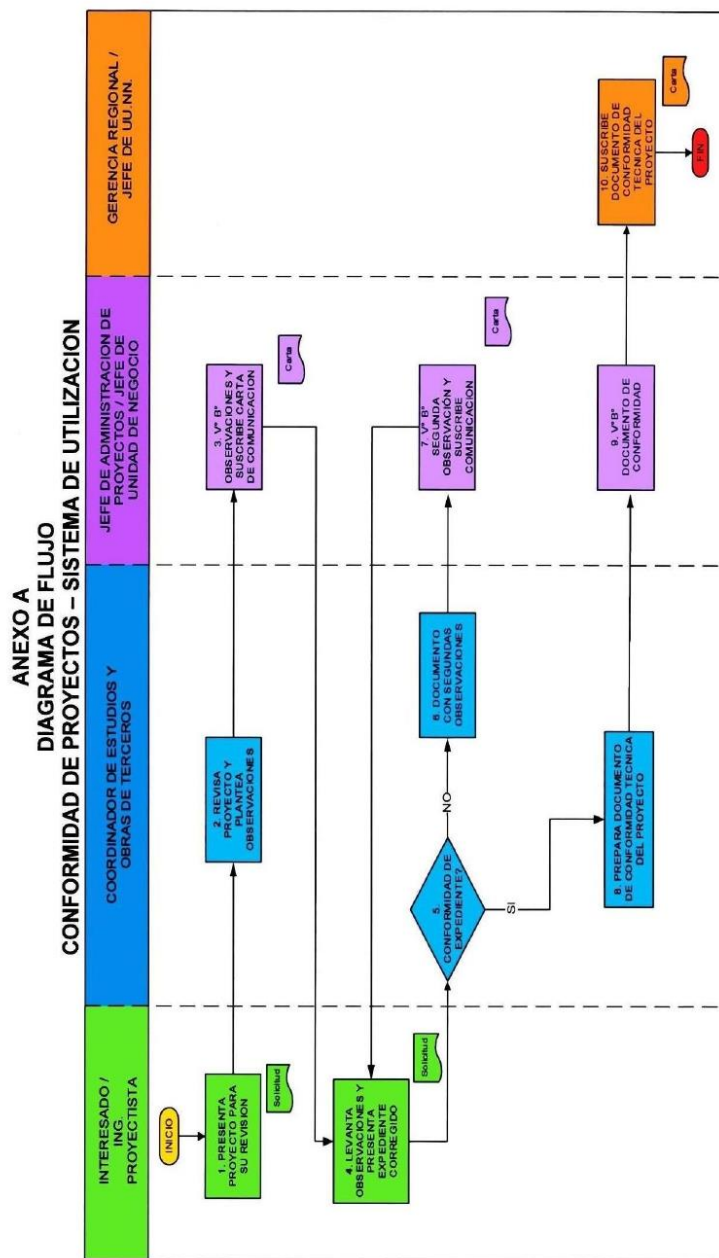 ANEXO A
DIAGRAMA DE FLUJO
CONFORMIDAD DE PROYECTOS – SISTEMA DE UTILIZACION
INTERESADO /
ING.
PROYECTISTA
COORDINADOR DE ESTUDIOS Y
OBRAS DE TERCEROS
JEFE DE ADMINISTRACION DE
PROYECTOS / JEFE DE
UNIDAD DE NEGOCIO
GERENCIA REGIONAL /
JEFE DE UU.NN.
INICIO
1. PRESENTA
PROYECTO PARA
SU REVISION
Solicitud
2. REVISA
PROYECTO Y
PLANTEA
OBSERVACIONES
3. V° B°
OBSERVACIONES Y
SUSCRIBE CARTA
DE COMUNICACION
Carta
4. LEVANTA
OBSERVACIONES Y
PRESENTA
EXPEDIENTE
CORREGIDO
Solicitud
5.
CONFORMIDAD DE
EXPEDIENTE?
NO
SI
6. DOCUMENTO
CON SEGUNDAS
OBSERVACIONES
7. V° B°
SEGUNDA
OBSERVACIÓN Y
SUSCRIBE
COMUNICACION
Carta
8. PREPARA DOCUMENTO
DE CONFORMIDAD TECNICA
DEL PROYECTO
9. V°B°
DOCUMENTO DE
CONFORMIDAD
10. SUSCRIBE
DOCUMENTO DE
CONFORMIDAD
TECNICA DEL
PROYECTO
Carta
FIN